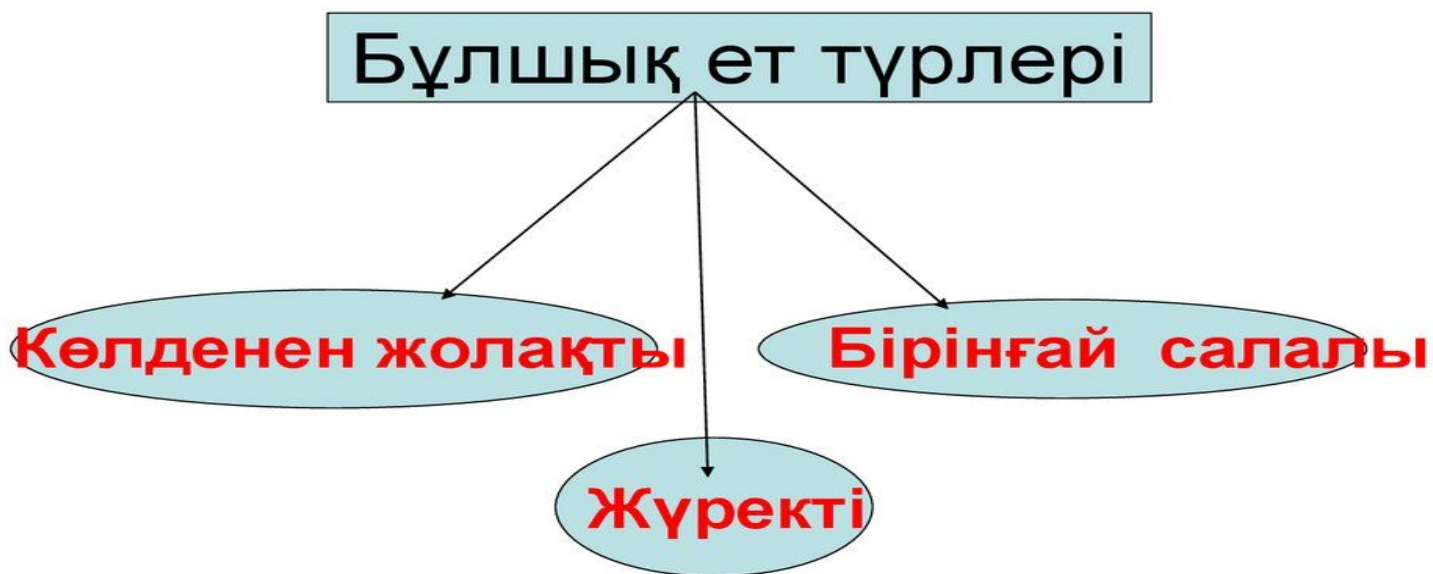 Бұлшық ет түрлері
Көлденен жолақты
Бірінғай салалы
Жүректі